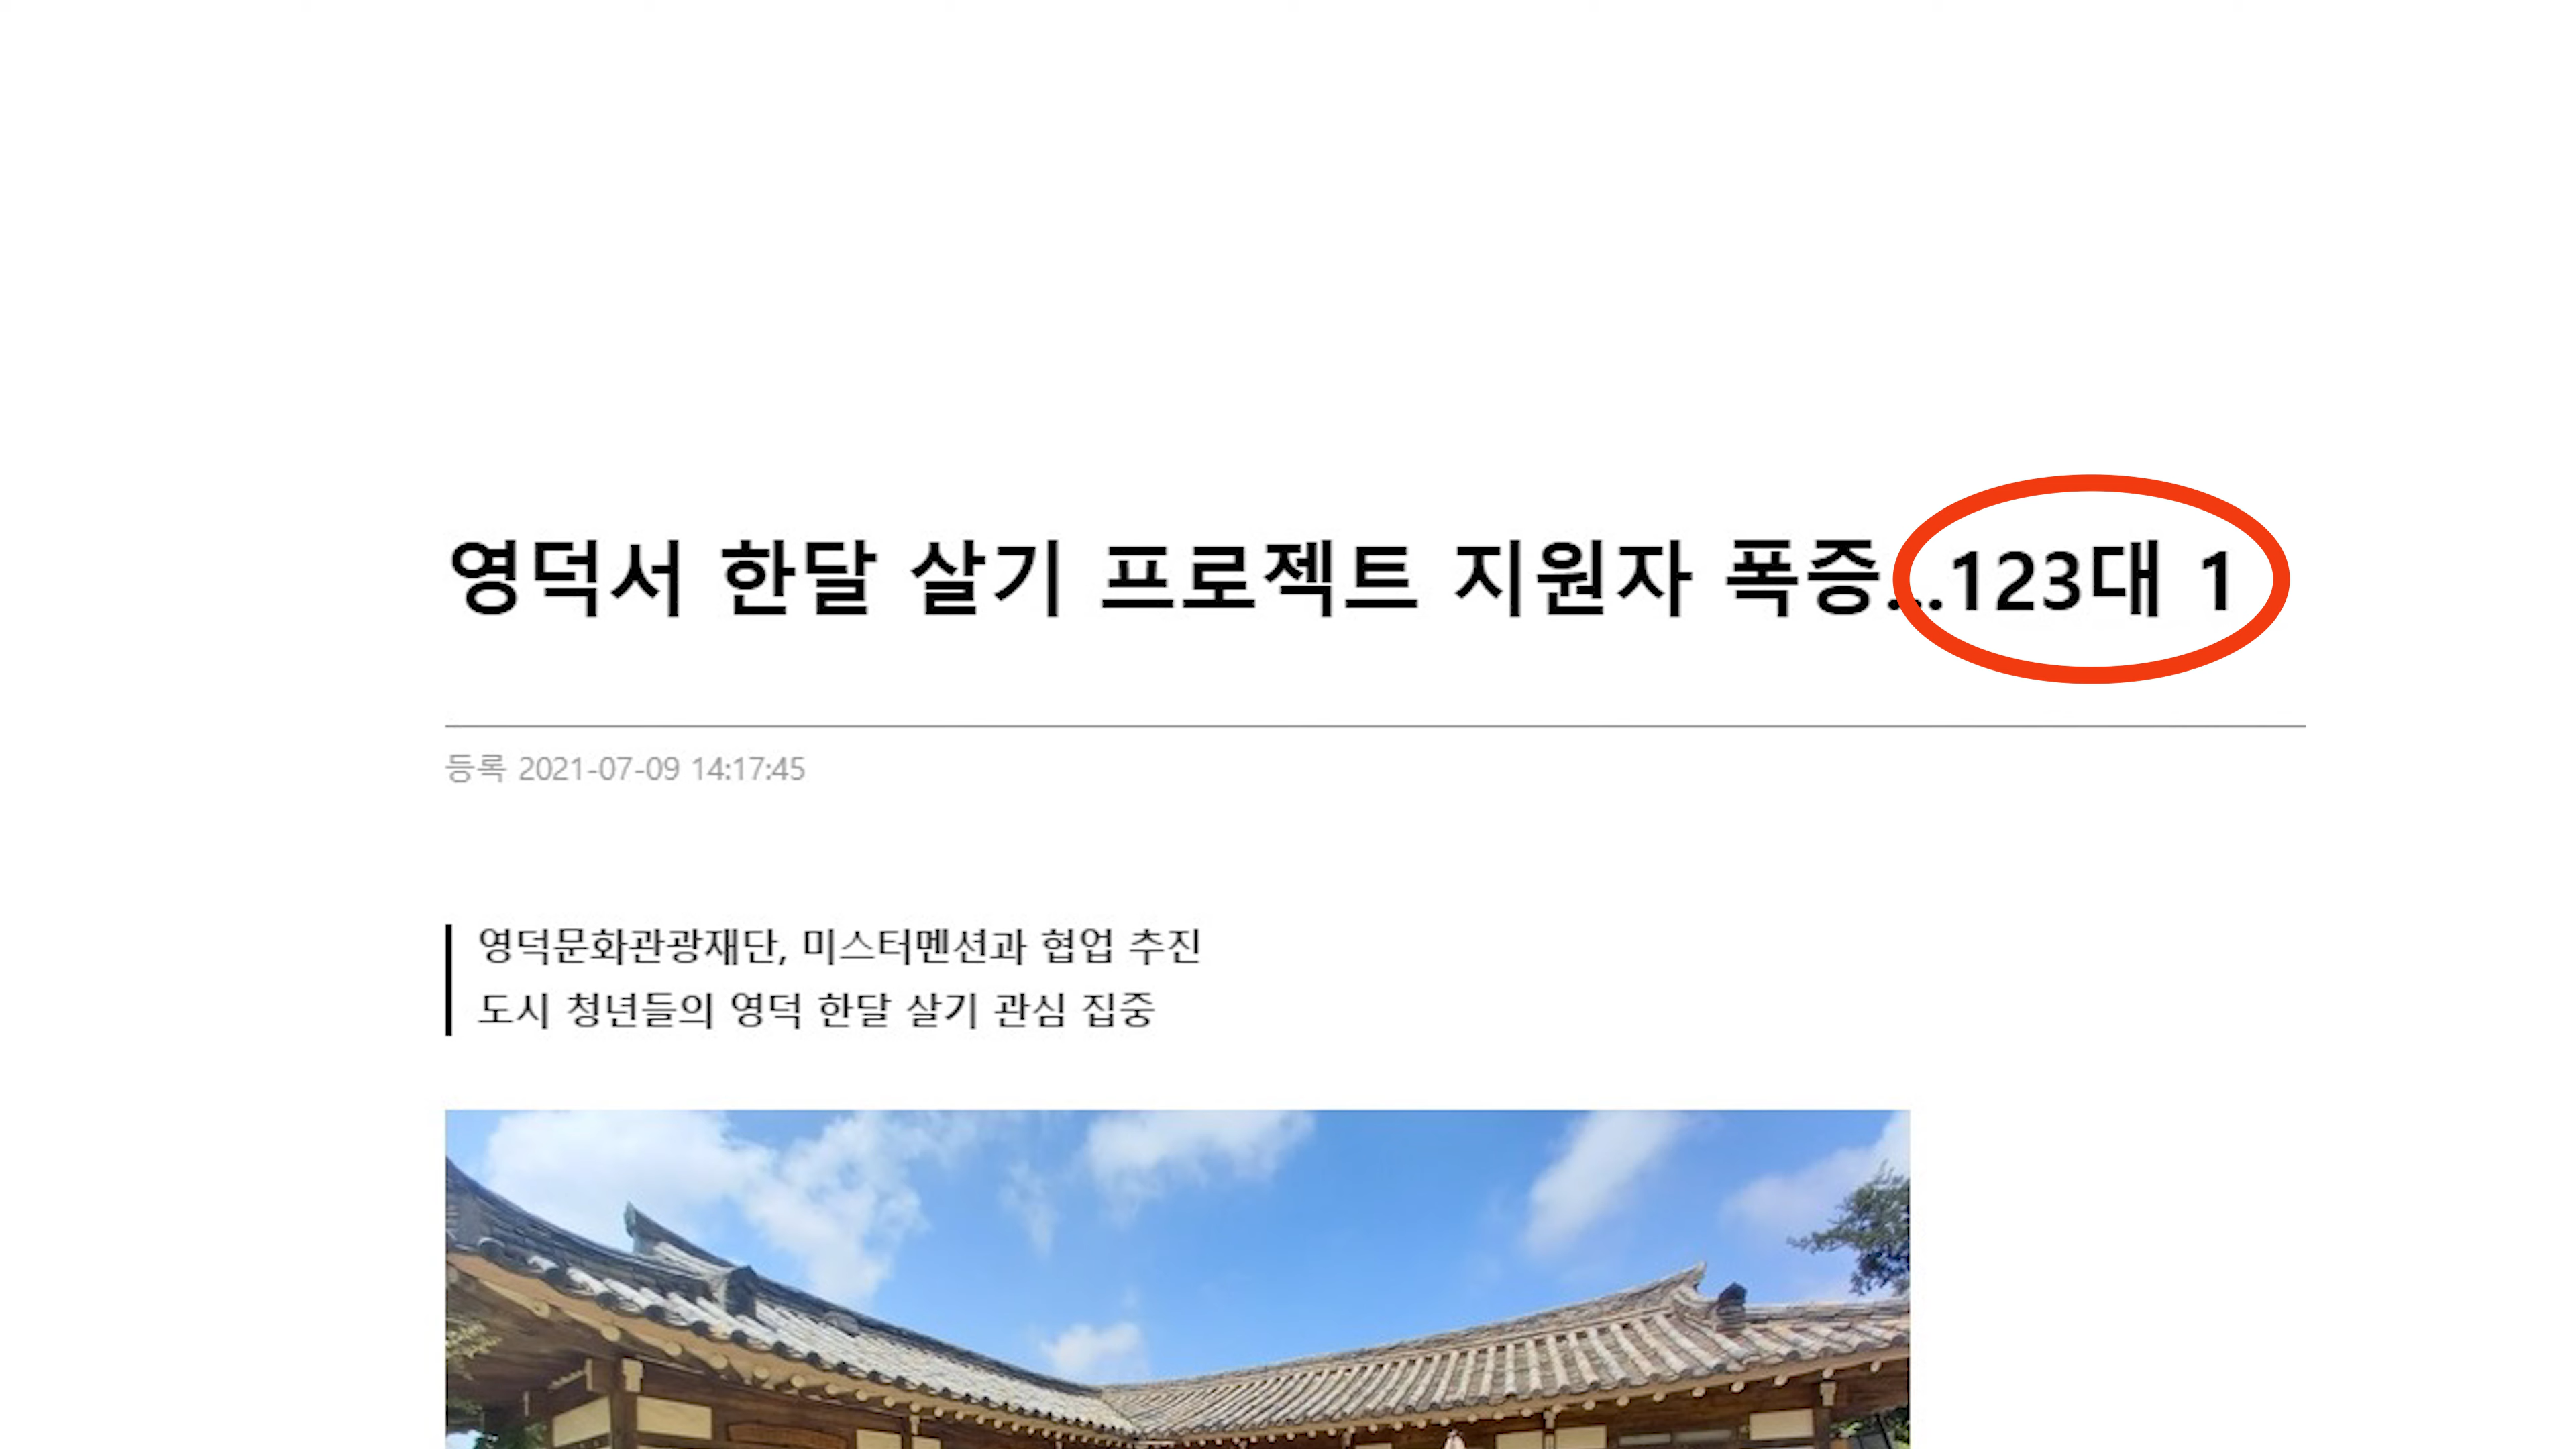 영덕서 한달 살기 프로젝트 지원자 폭증...123대 1
등록 2021-07-09 14:17:45
영덕문화관광재단, 미스터멘션과 협업 추진
도시 청년들의 영덕 한달 살기 관심 집중